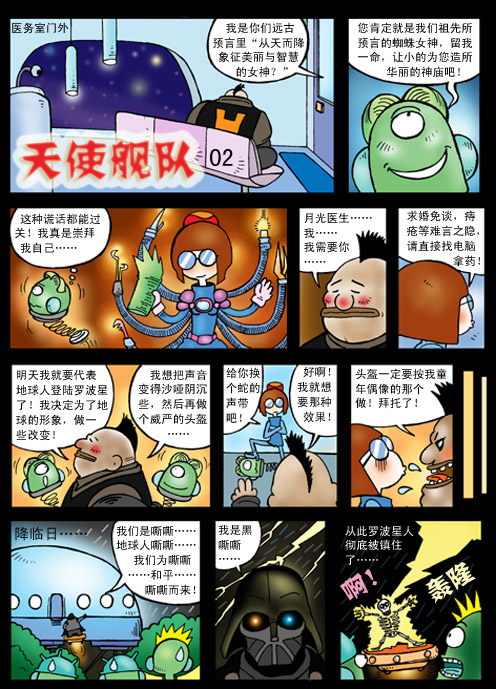 医务室门外
我是你们远古
预言里“从天而降
象征美丽与智慧
的女神？”
天使舰队 02
您肯定就是我们祖先所
预言的蜘蛛女神，留我
一命，让小的为您造所
华丽的神庙吧！
这种谎话都能过
关！我真是崇拜
我自己……
月光医生……
我……
我需要你
……
求婚免谈，痔
疮等难言之隐，
请直接找电脑
拿药！
明天我就要代表
地球人登陆罗波星
了！我决定为了地
球的形象，做一
些改变！
我想把声音
变得沙哑阴沉
些，然后再做
个威严的头盔
……
给你换
个蛇的
声带
吧！
好啊！
我就想
要那种
效果！
头盔一定要按我童
年偶像的那个
做！拜托了！
降临日……
我们是嘶嘶……
地球人嘶嘶……
我们为嘶嘶
……和平……
嘶嘶而来！
我是黑
嘶嘶
……
从此罗波星人
彻底被镇住
了……
啊！
轰隆